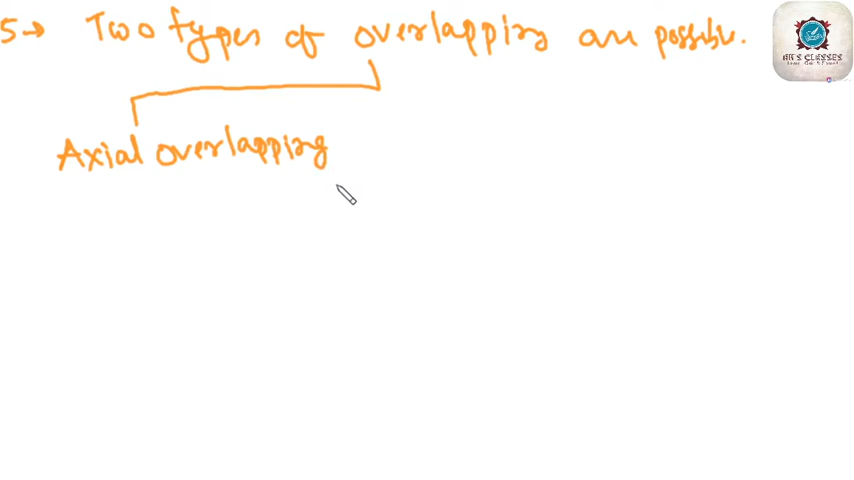 5→ Two types of overlapping are possible.
Axial overlapping